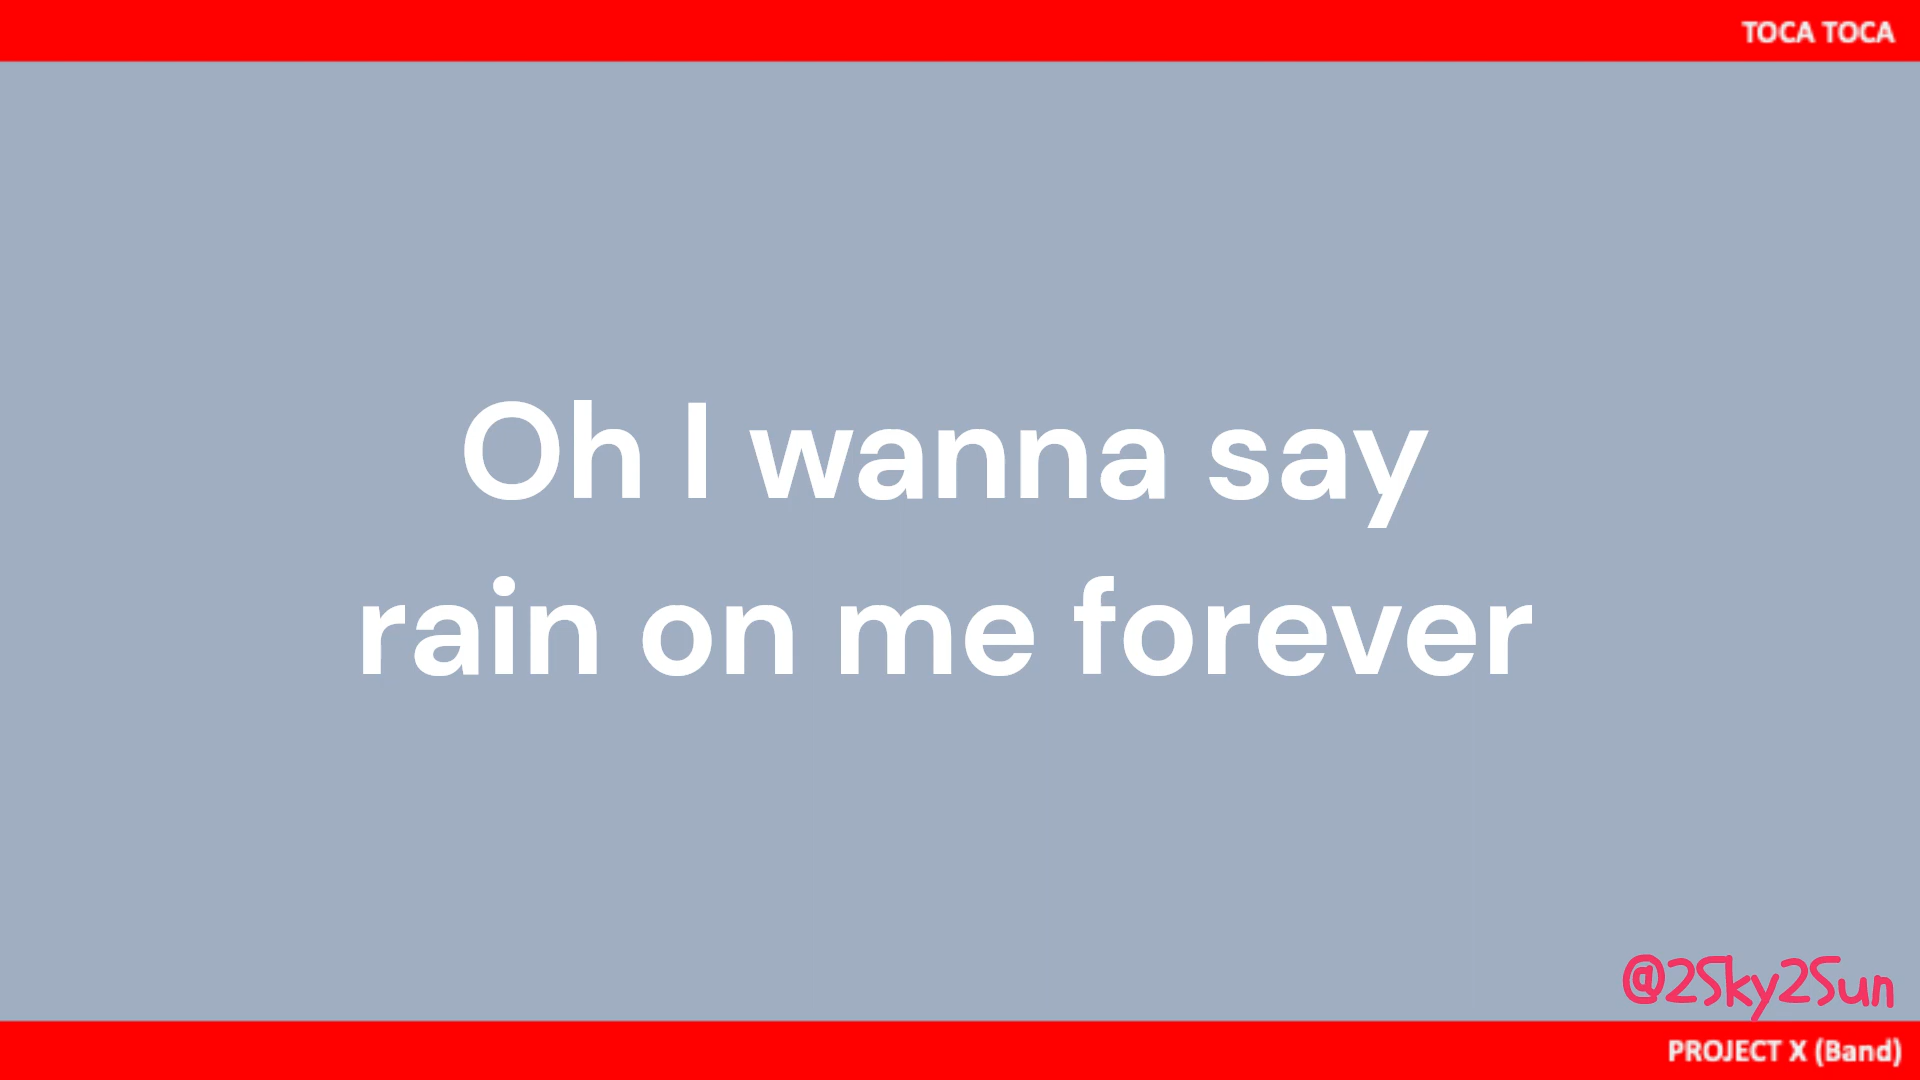 TOCA TOCA
Oh I wanna say
rain on me forever
@2Sky2Sun
PROJECT X (Band)